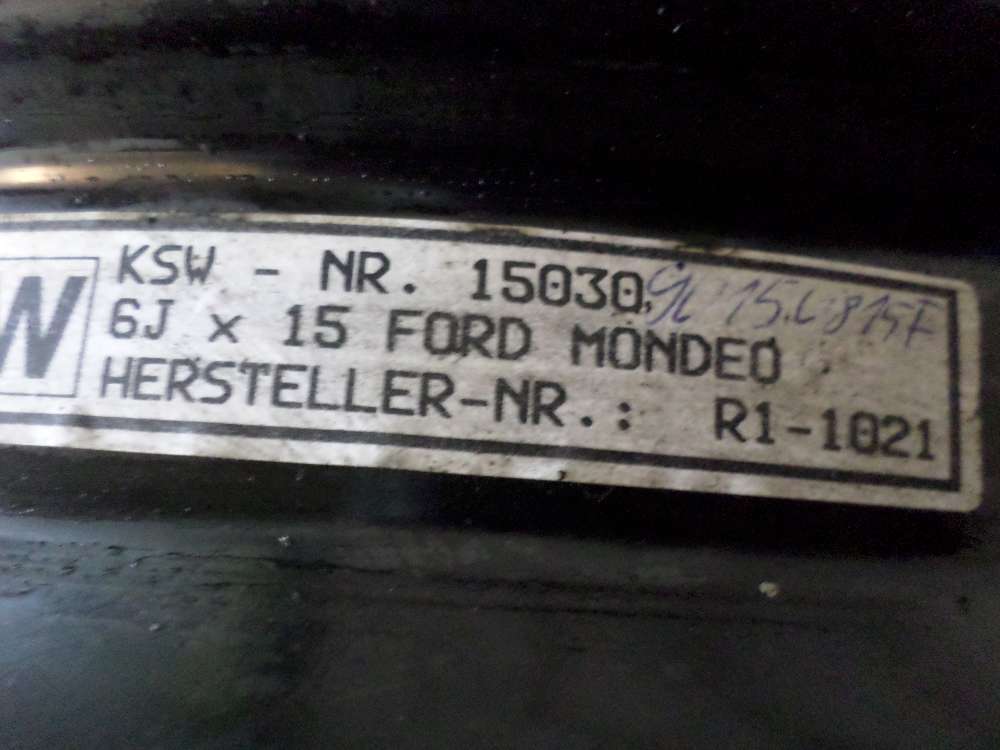 W
KSW - NR. 15030
6J x 15 FORD MONDEO
HERSTELLER-NR.: R1-1021